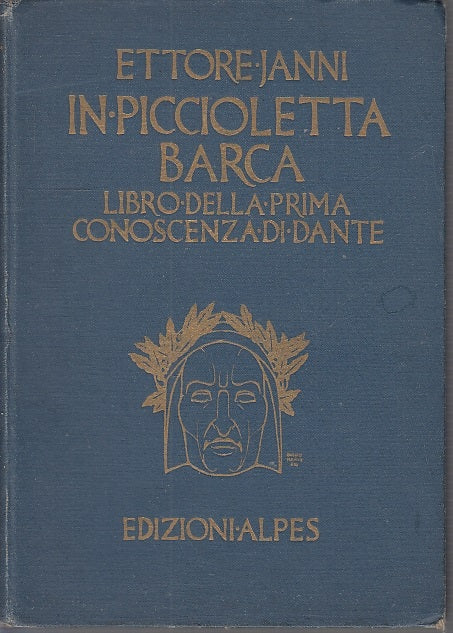 ETTORE·JANNI
IN·PICCIOLETTA
BARCA
LIBRO·DELLA·PRIMA
CONOSCENZA·DI·DANTE
EDIZIONI·ALPES